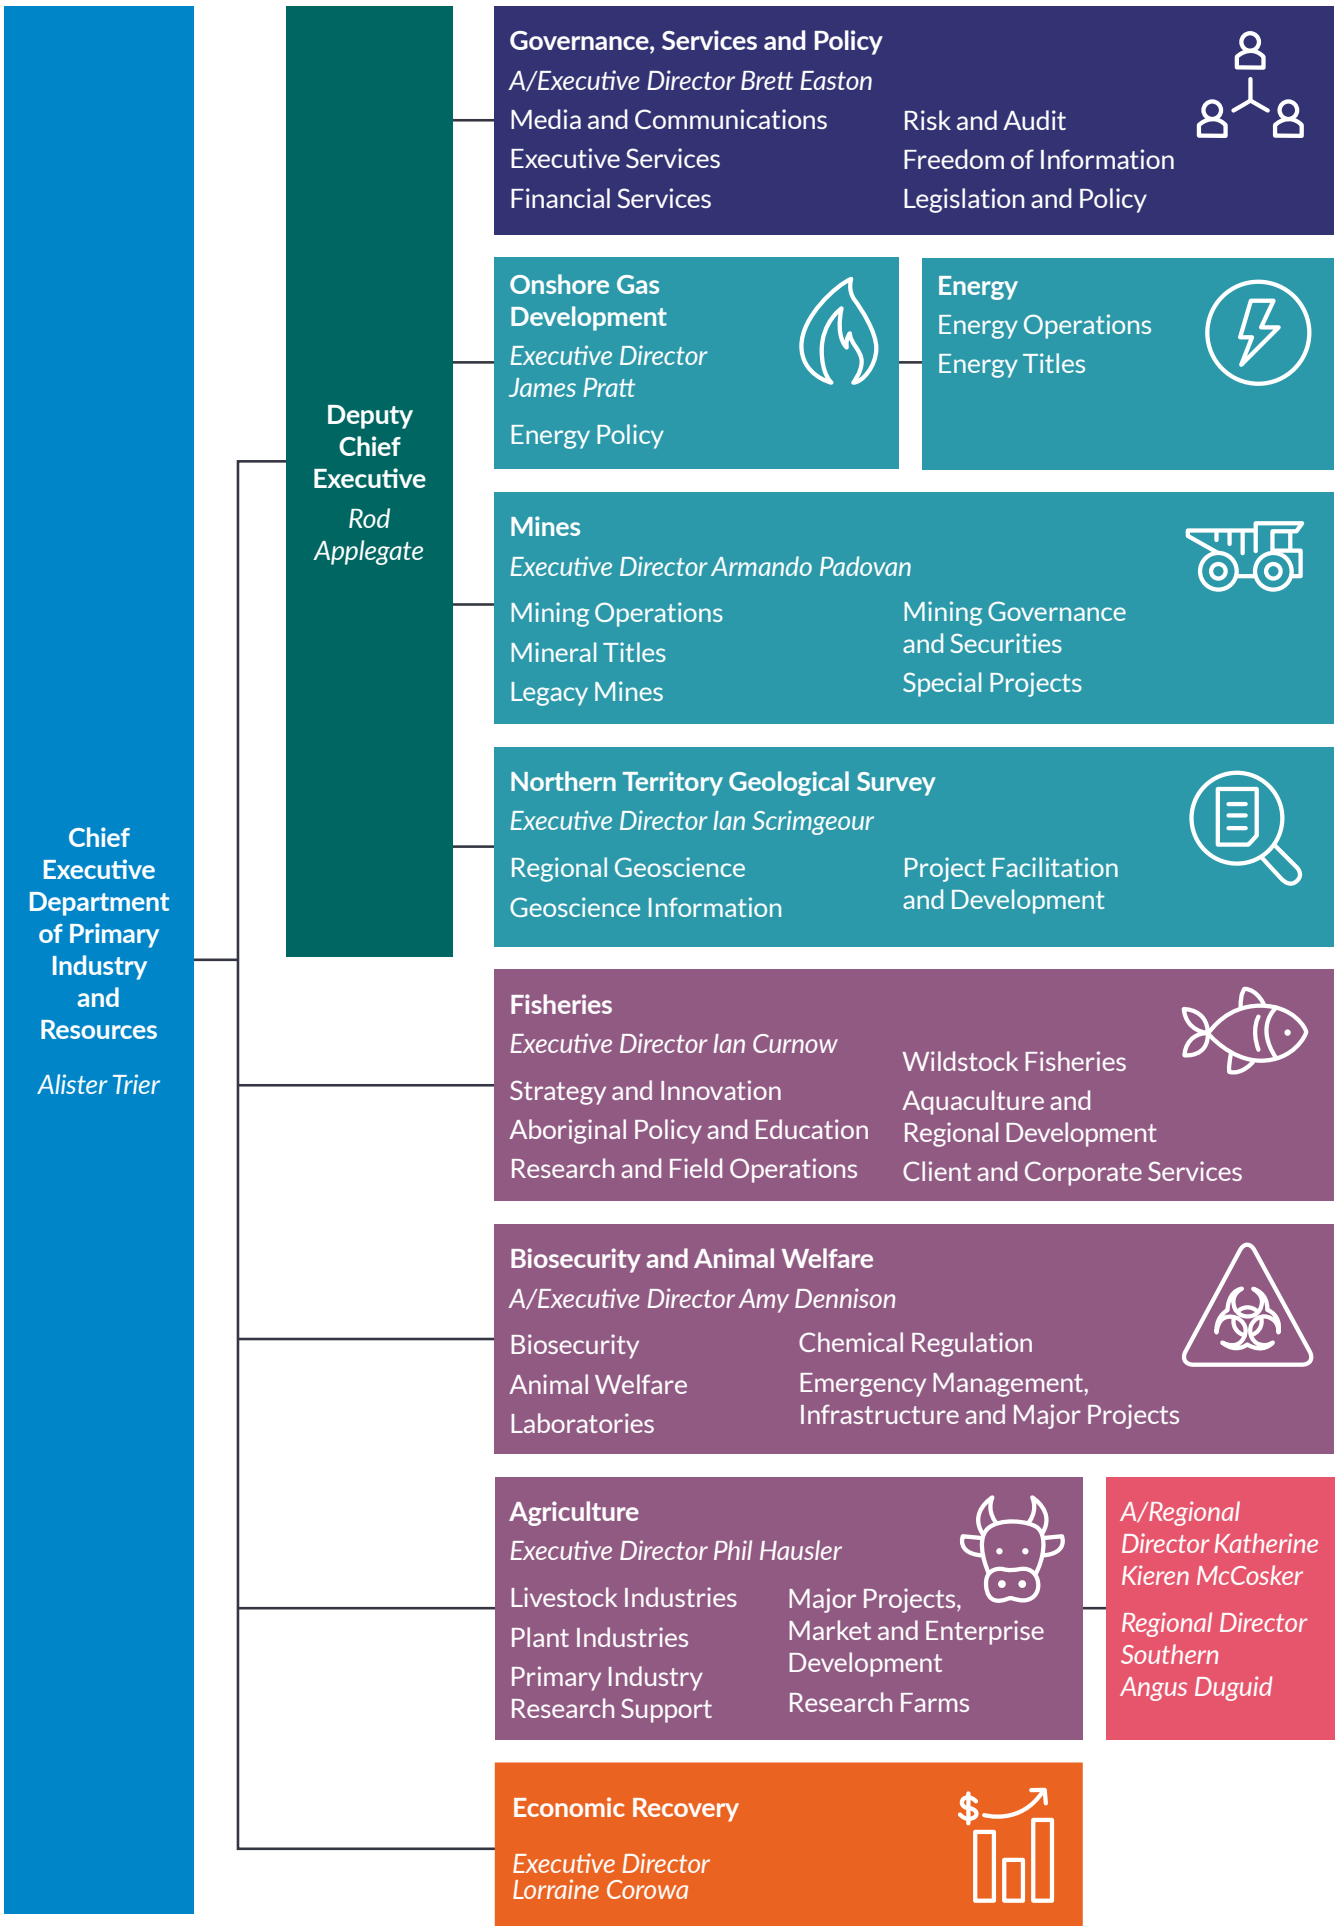 Chief
Executive
Department
of Primary
Industry
and
Resources
Alister Trier
Deputy
Chief
Executive
Rod
Applegate
Governance, Services and Policy
A/Executive Director Brett Easton
Media and Communications
Executive Services
Financial Services
Risk and Audit
Freedom of Information
Legislation and Policy
Onshore Gas
Development
Executive Director
James Pratt
Energy Policy
Energy
Energy Operations
Energy Titles
Mines
Executive Director Armando Padovan
Mining Operations
Mineral Titles
Legacy Mines
Mining Governance
and Securities
Special Projects
Northern Territory Geological Survey
Executive Director Ian Scrimgeour
Regional Geoscience
Geoscience Information
Project Facilitation
and Development
Fisheries
Executive Director Ian Curnow
Strategy and Innovation
Aboriginal Policy and Education
Research and Field Operations
Wildstock Fisheries
Aquaculture and
Regional Development
Client and Corporate Services
Biosecurity and Animal Welfare
A/Executive Director Amy Dennison
Biosecurity
Animal Welfare
Laboratories
Chemical Regulation
Emergency Management,
Infrastructure and Major Projects
Agriculture
Executive Director Phil Hausler
Livestock Industries
Plant Industries
Primary Industry
Research Support
Major Projects,
Market and Enterprise
Development
Research Farms
A/Regional
Director Katherine
Kieren McCosker
Regional Director
Southern
Angus Duguid
Economic Recovery
Executive Director
Lorraine Corowa
$